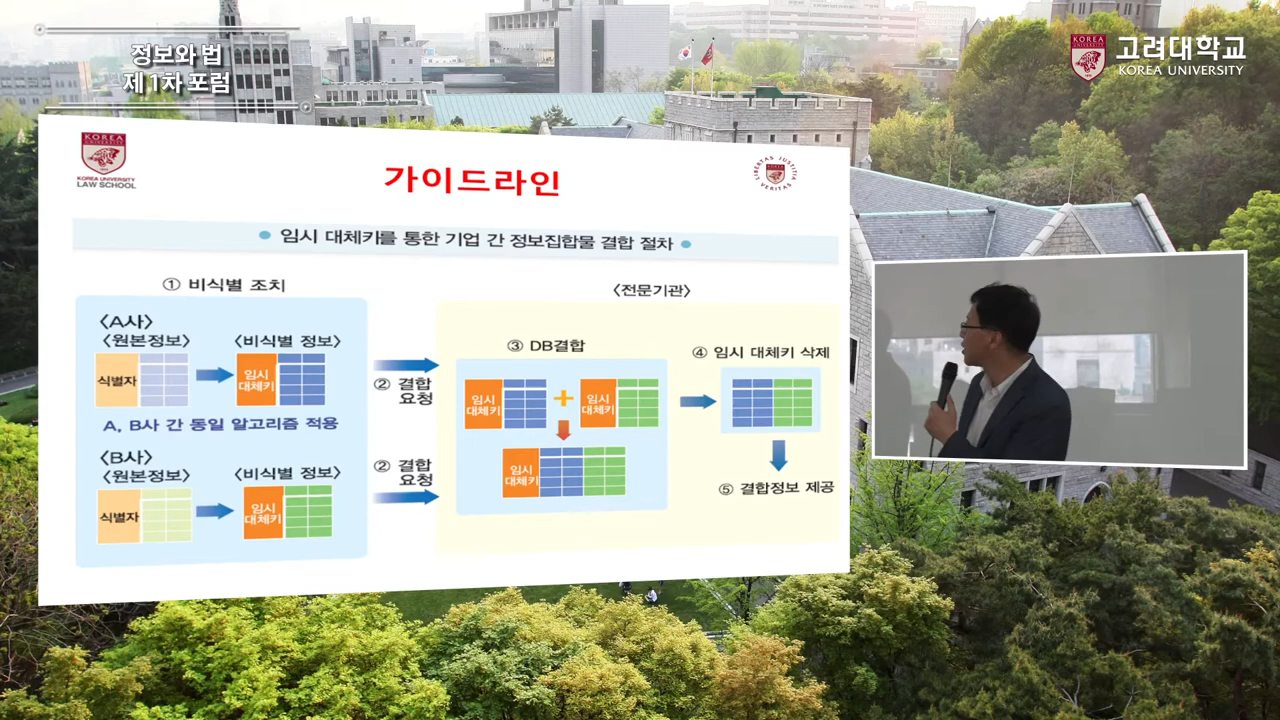 정보와 법
제 1차 포럼
KOREA
고려대학교
KOREA UNIVERSITY
KOREA
KOREA UNIVERSITY
LAW SCHOOL
가이드라인
LIBERTAS JUSTITIA VERITAS
임시 대체키를 통한 기업 간 정보집합물 결합 절차
① 비식별 조치
〈전문기관〉
〈A사〉
〈원본정보〉
〈비식별 정보〉
식별자
임시
대체키
② 결합
요청
A, B사 간 동일 알고리즘 적용
〈B사〉
〈원본정보〉
〈비식별 정보〉
식별자
임시
대체키
② 결합
요청
③ DB결합
임시
대체키
+
임시
대체키
임시
대체키
④ 임시 대체키 삭제
⑤ 결합정보 제공